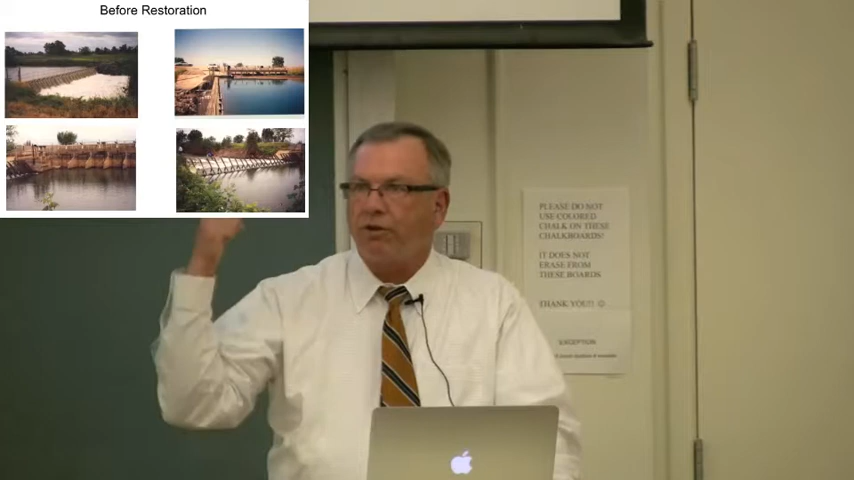 Before Restoration
PLEASE DO NOT
USE COLORED
CHALK ON THESE
CHALKBOARDS!
IT DOES NOT
ERASE FROM
THESE BOARDS
THANK YOU!!! ☺
EXCEPTION